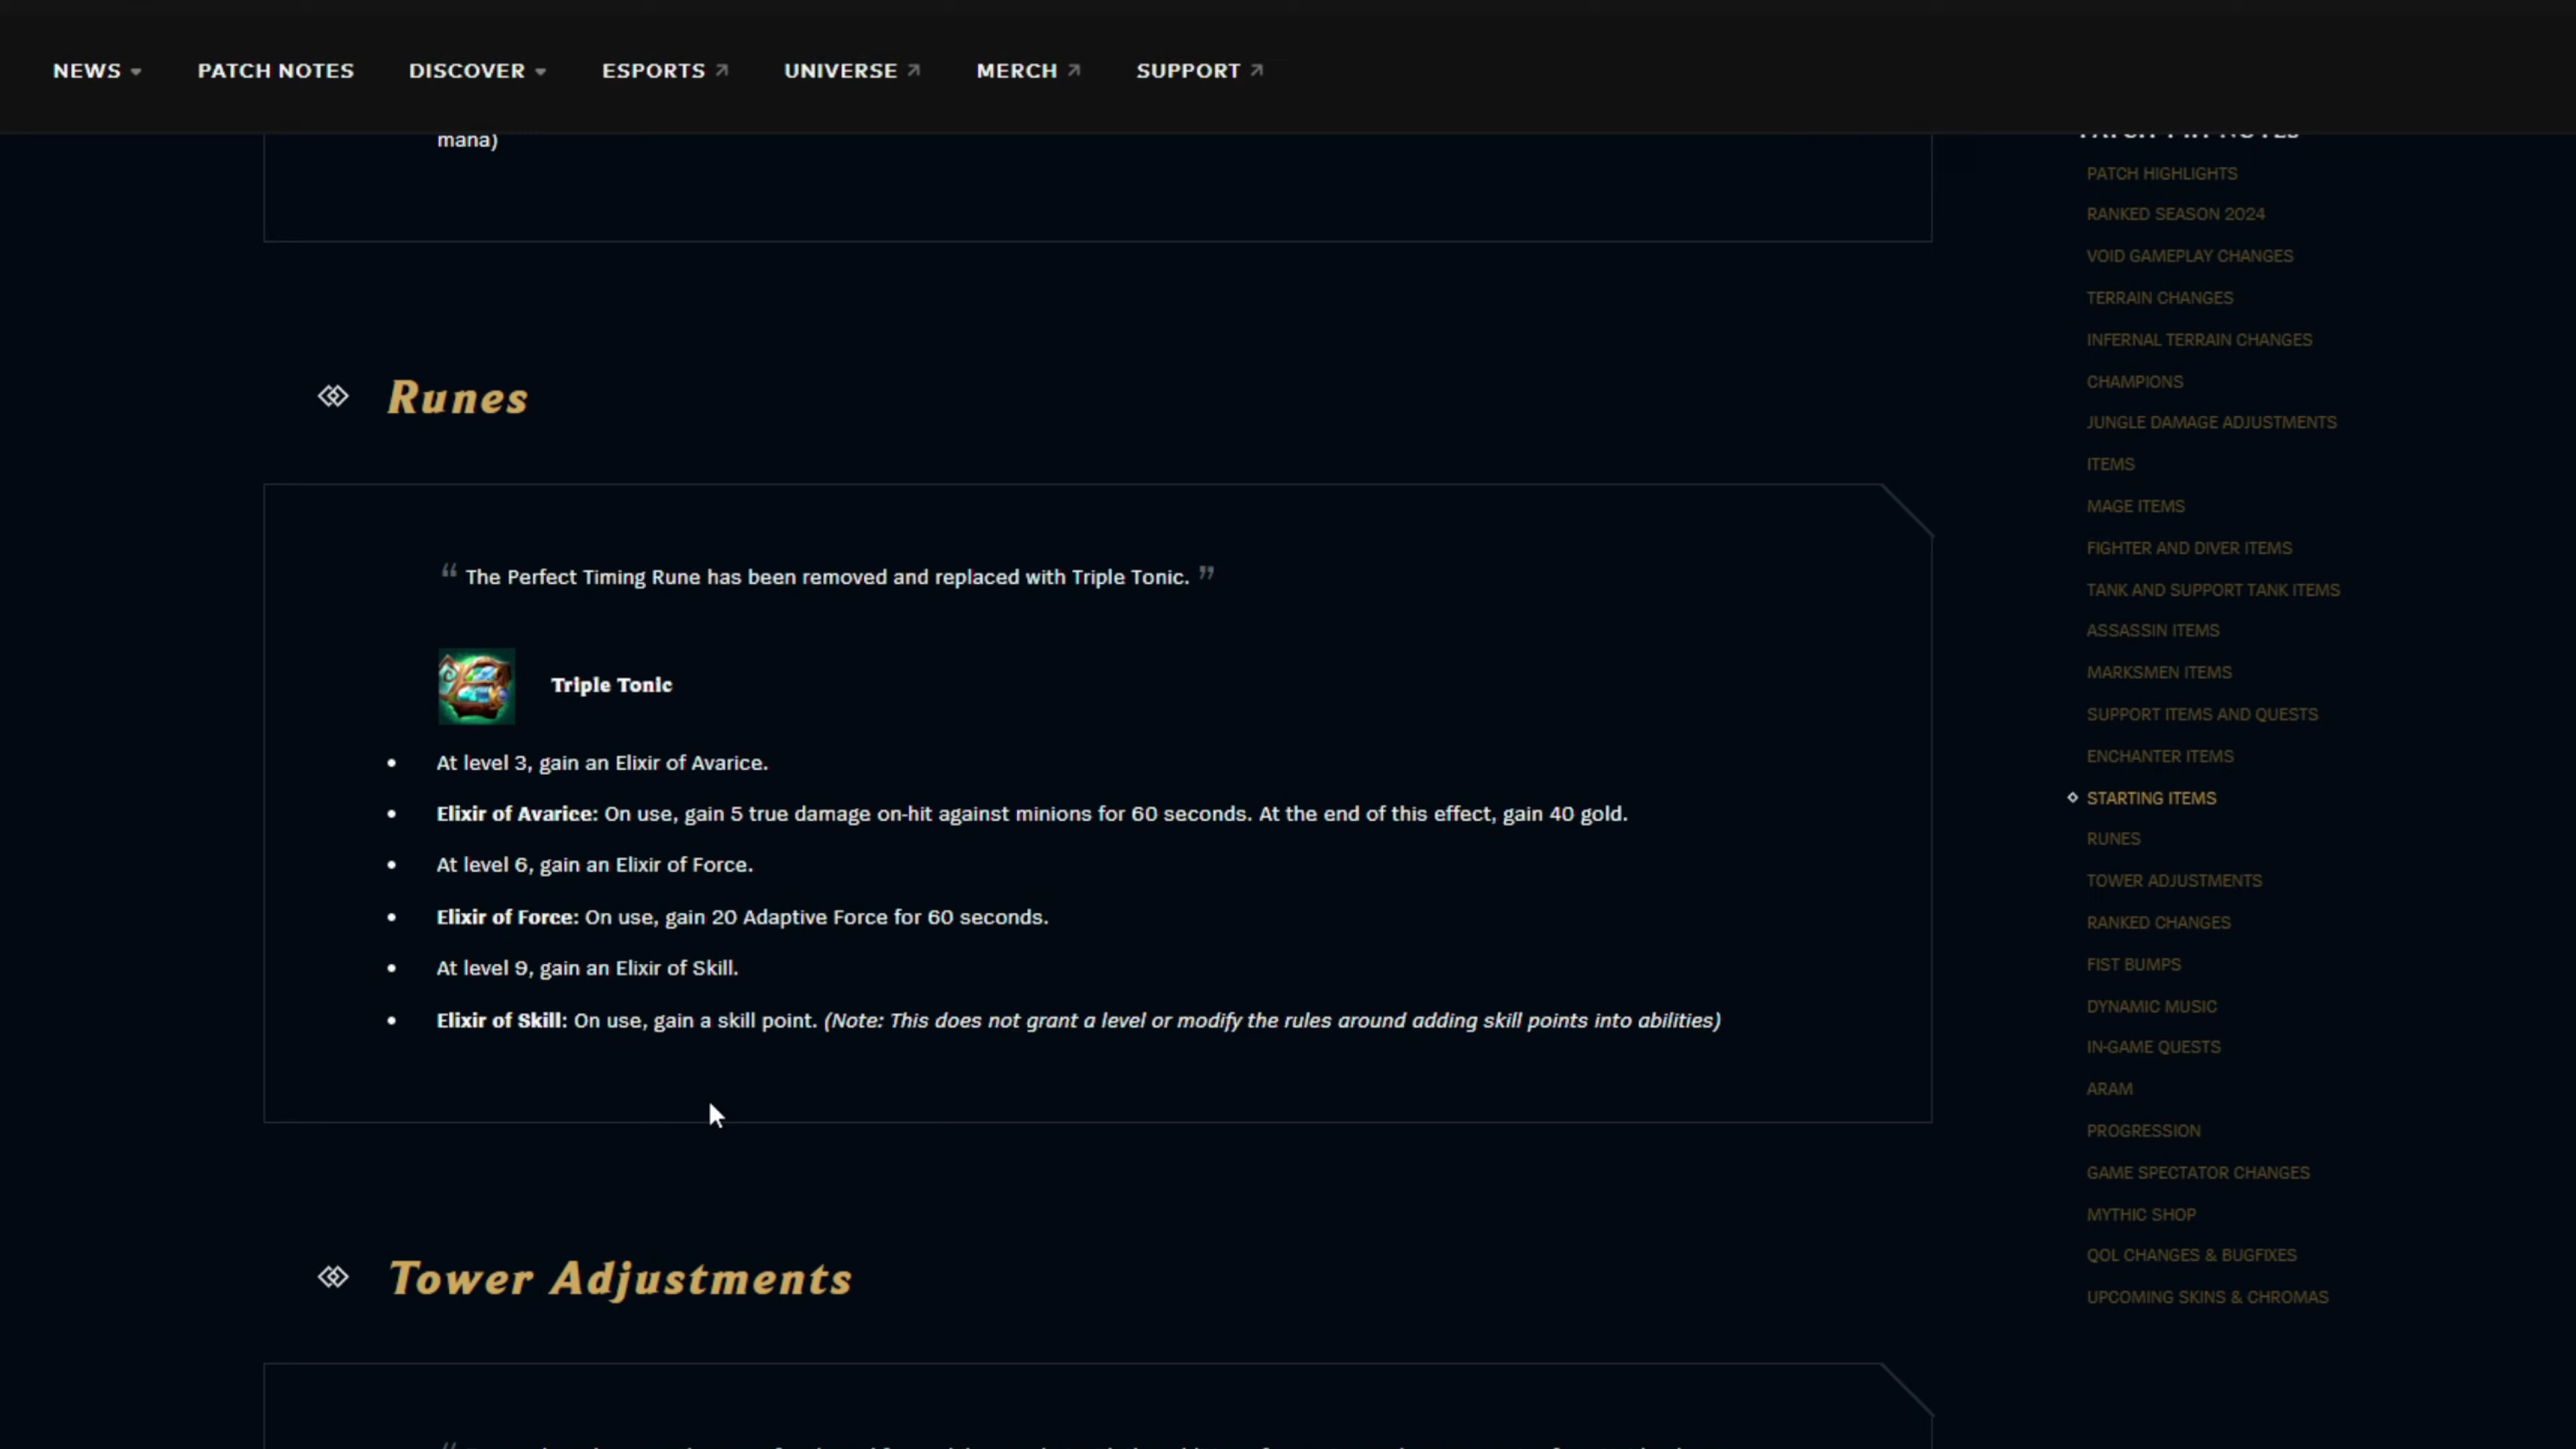 NEWS PATCH NOTES DISCOVER ESPORTS UNIVERSE MERCH SUPPORT
mana)
Runes
“ The Perfect Timing Rune has been removed and replaced with Triple Tonic. ”
Triple Tonic
• At level 3, gain an Elixir of Avarice.
• Elixir of Avarice: On use, gain 5 true damage on-hit against minions for 60 seconds. At the end of this effect, gain 40 gold.
• At level 6, gain an Elixir of Force.
• Elixir of Force: On use, gain 20 Adaptive Force for 60 seconds.
• At level 9, gain an Elixir of Skill.
• Elixir of Skill: On use, gain a skill point. (Note: This does not grant a level or modify the rules around adding skill points into abilities)
Tower Adjustments
NOTES
PATCH HIGHLIGHTS
RANKED SEASON 2024
VOID GAMEPLAY CHANGES
TERRAIN CHANGES
INFERNAL TERRAIN CHANGES
CHAMPIONS
JUNGLE DAMAGE ADJUSTMENTS
ITEMS
MAGE ITEMS
FIGHTER AND DIVER ITEMS
TANK AND SUPPORT TANK ITEMS
ASSASSIN ITEMS
MARKSMEN ITEMS
SUPPORT ITEMS AND QUESTS
ENCHANTER ITEMS
STARTING ITEMS
RUNES
TOWER ADJUSTMENTS
RANKED CHANGES
FIST BUMPS
DYNAMIC MUSIC
IN-GAME QUESTS
ARAM
PROGRESSION
GAME SPECTATOR CHANGES
MYTHIC SHOP
QOL CHANGES & BUGFIXES
UPCOMING SKINS & CHROMAS